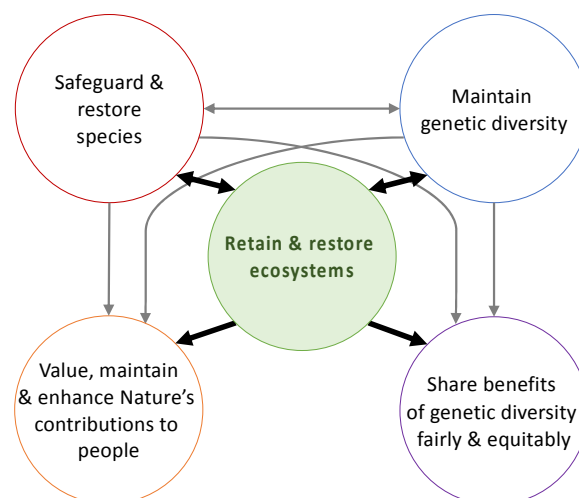 Safeguard &
restore
species
Maintain
genetic diversity
Retain & restore
ecosystems
Value, maintain
& enhance Nature's
contributions to
people
Share benefits
of genetic diversity
fairly & equitably